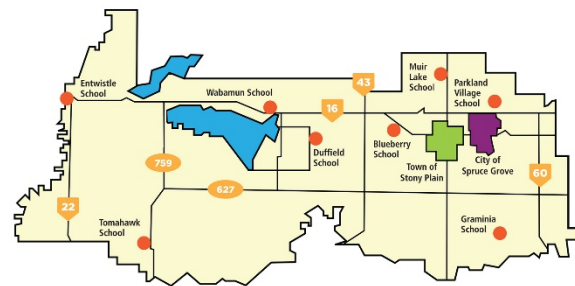 Entwistle
School
Wabamun School
43
16
Muir
Lake
School
Parkland
Village
School
Duffield
School
Blueberry
School
Town of
Stony Plain
City of
Spruce Grove
759
627
60
22
Tomahawk
School
Graminia
School